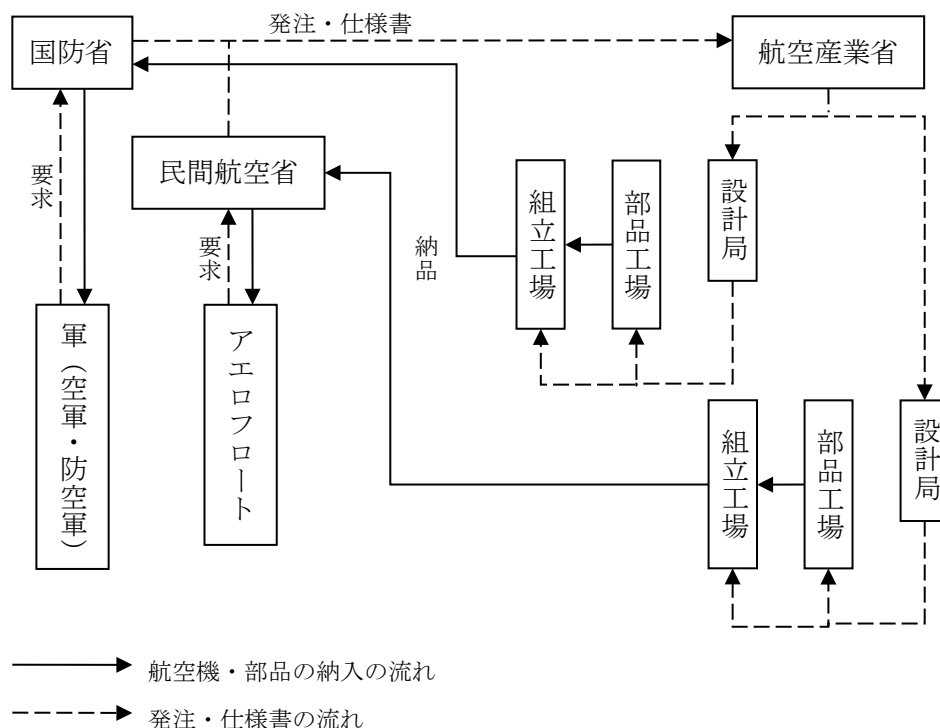 発注・仕様書
国防省
航空産業省
民間航空省
要求
要求
納品
組立工場
部品工場
設計局
軍（空軍・防空軍）
アエロフロート
組立工場
部品工場
設計局
航空機・部品の納入の流れ
発注・仕様書の流れ